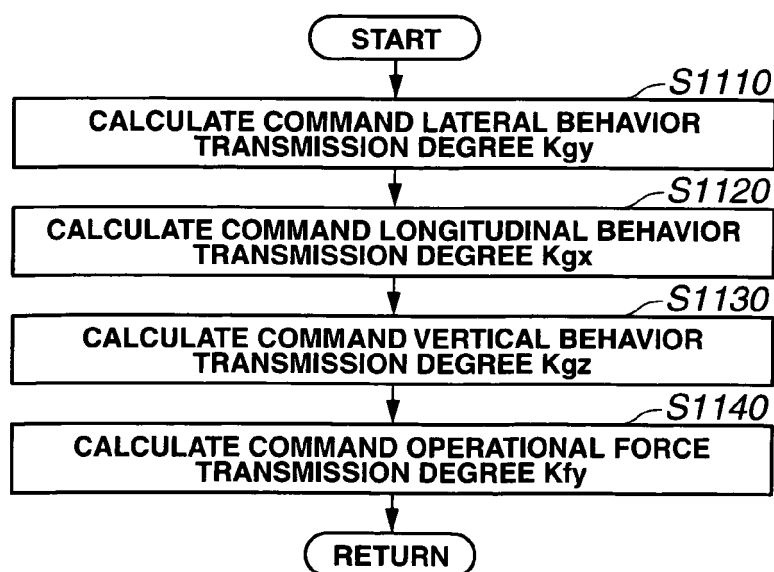 START
S1110
CALCULATE COMMAND LATERAL BEHAVIOR
TRANSMISSION DEGREE Kgy
S1120
CALCULATE COMMAND LONGITUDINAL BEHAVIOR
TRANSMISSION DEGREE Kgx
S1130
CALCULATE COMMAND VERTICAL BEHAVIOR
TRANSMISSION DEGREE Kgz
S1140
CALCULATE COMMAND OPERATIONAL FORCE
TRANSMISSION DEGREE Kfy
RETURN